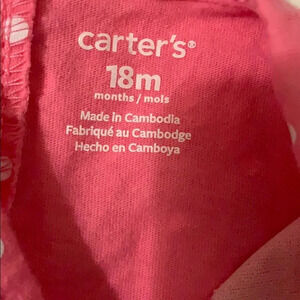 carter's®
18m
months / mois
Made in Cambodia
Fabriqué au Cambodge
Hecho en Camboya